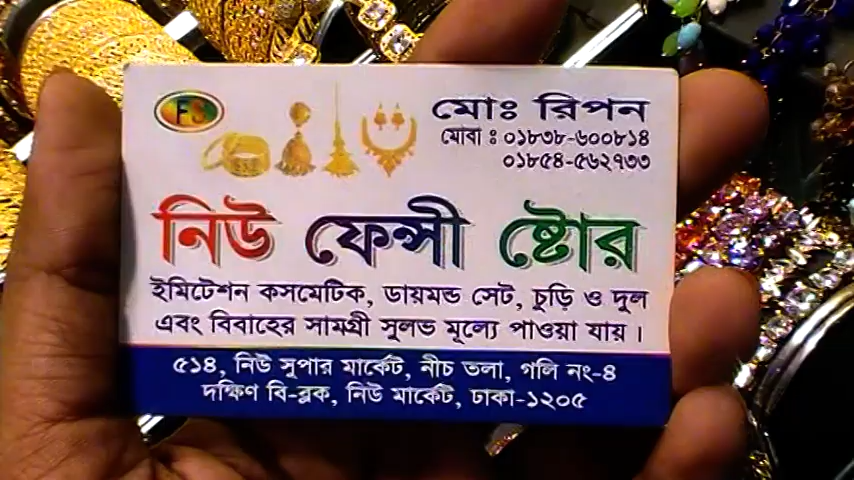 FS
মোঃ রিপন
মোবা : ০১৮৩৮-৬০০৮১৪
০১৮৫৪-৫৬২৭৩৩
নিউ ফেন্সী ষ্টোর
ইমিটেশন কসমেটিক, ডায়মন্ড সেট, চুড়ি ও দুল
এবং বিবাহের সামগ্রী সুলভ মূল্যে পাওয়া যায়।
৫১৪, নিউ সুপার মার্কেট, নীচ তলা, গলি নং-৪
দক্ষিণ বি-ব্লক, নিউ মার্কেট, ঢাকা-১২০৫